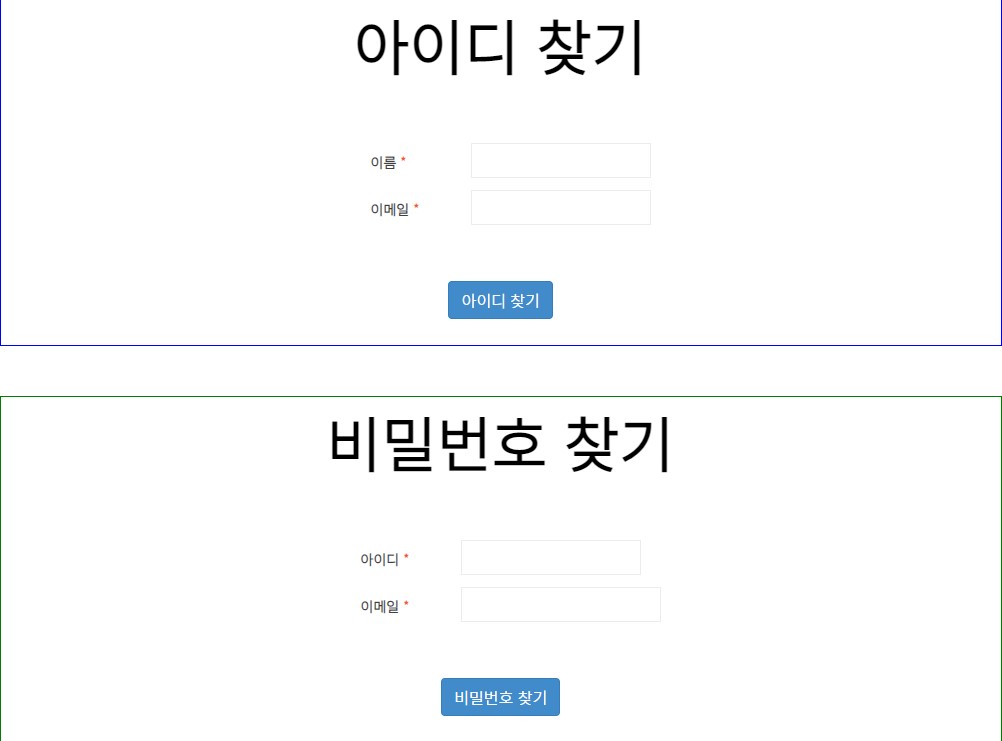 아이디 찾기
이름 *
이메일 *
아이디 찾기
비밀번호 찾기
아이디 *
이메일 *
비밀번호 찾기